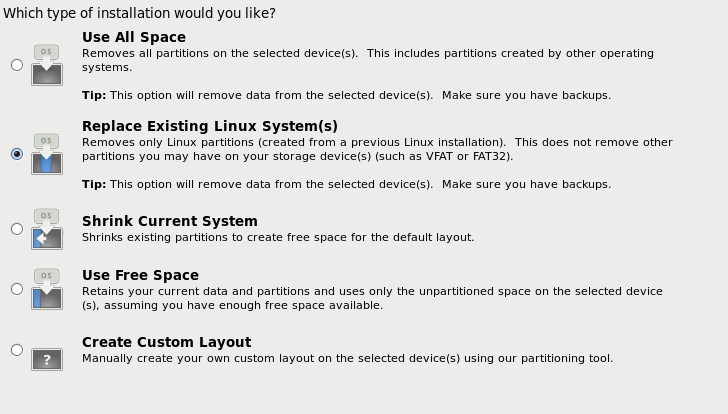 Which type of installation would you like?
OS
Use All Space
Removes all partitions on the selected device(s).  This includes partitions created by other operating
systems.
Tip: This option will remove data from the selected device(s).  Make sure you have backups.
OS
Replace Existing Linux System(s)
Removes only Linux partitions (created from a previous Linux installation).  This does not remove other
partitions you may have on your storage device(s) (such as VFAT or FAT32).
Tip: This option will remove data from the selected device(s).  Make sure you have backups.
OS
Shrink Current System
Shrinks existing partitions to create free space for the default layout.
OS
Use Free Space
Retains your current data and partitions and uses only the unpartitioned space on the selected device
(s), assuming you have enough free space available.
?
Create Custom Layout
Manually create your own custom layout on the selected device(s) using our partitioning tool.